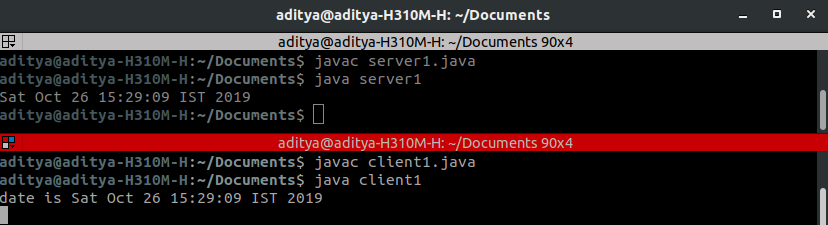 aditya@aditya-H310M-H: ~/Documents
aditya@aditya-H310M-H: ~/Documents 90x4
aditya@aditya-H310M-H:~/Documents$ javac server1.java
aditya@aditya-H310M-H:~/Documents$ java server1
Sat Oct 26 15:29:09 IST 2019
aditya@aditya-H310M-H:~/Documents$
aditya@aditya-H310M-H: ~/Documents 90x4
aditya@aditya-H310M-H:~/Documents$ javac client1.java
aditya@aditya-H310M-H:~/Documents$ java client1
date is Sat Oct 26 15:29:09 IST 2019